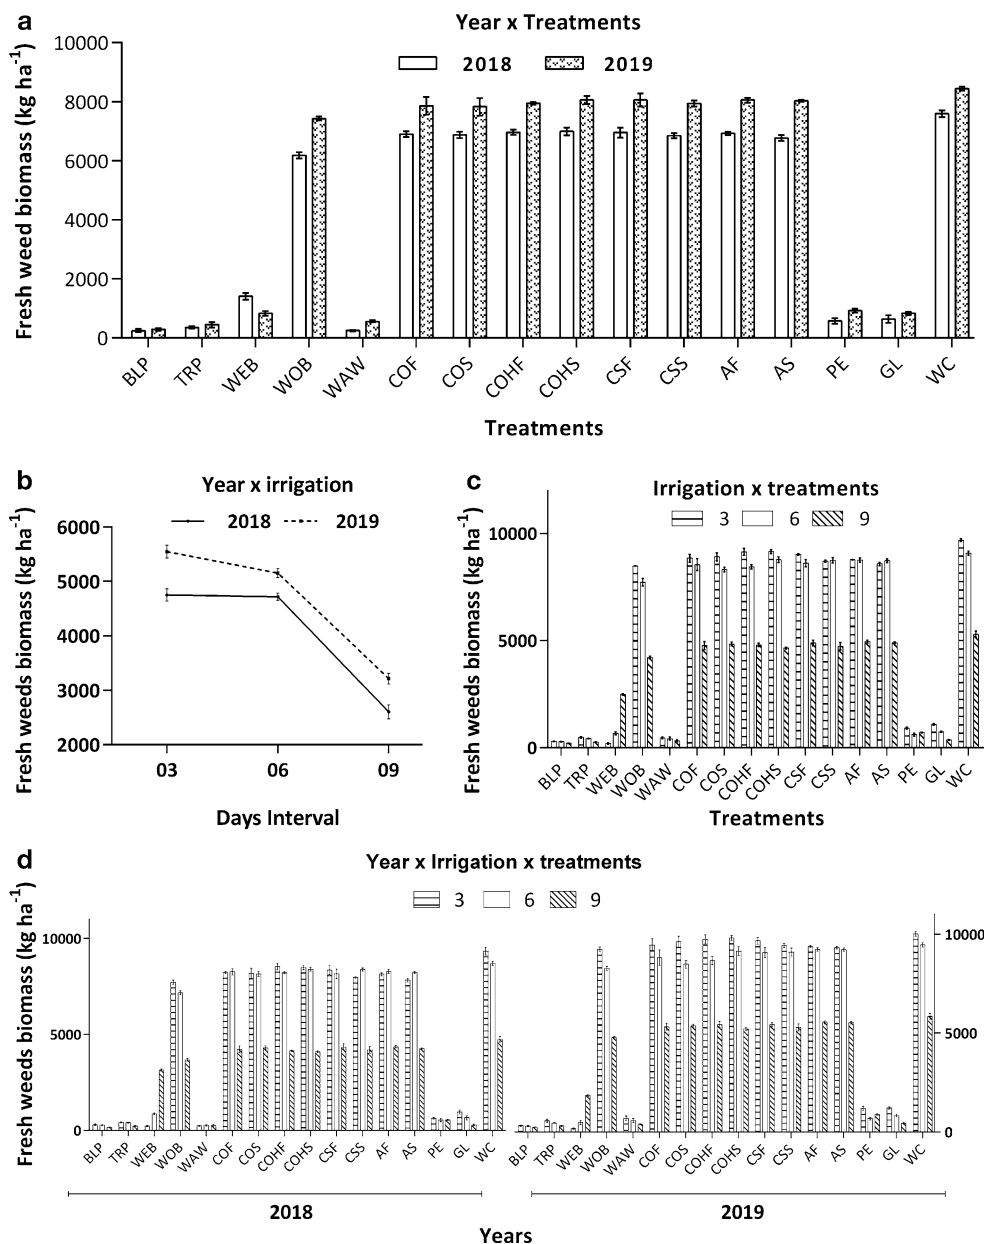 a
Year x Treatments
Fresh weed biomass (kg ha⁻¹)
2018 2019
10000
8000
6000
4000
2000
0
BLP TRP WEB WOB WAW COF COS COHF COHS CSF CSS AF AS PE GL WC
Treatments
b
Year x irrigation
Fresh weeds biomass (kg ha⁻¹)
2018 2019
6000
5000
4000
3000
2000
03 06 09
Days Interval
c
Irrigation x treatments
Fresh weeds biomass (kg ha⁻¹)
3 6 9
10000
5000
0
BLP TRP WEB WOB WAW COF COS COHF COHS CSF CSS AF AS PE GL WC
Treatments
d
Year x Irrigation x treatments
Fresh weeds biomass (kg ha⁻¹)
3 6 9
10000
5000
0
10000
5000
0
BLP TRP WEB WOB WAW COF COS COHF COHS CSF CSS AF AS PE GL WC
BLP TRP WEB WOB WAW COF COS COHF COHS CSF CSS AF AS PE GL WC
2018 2019
Years